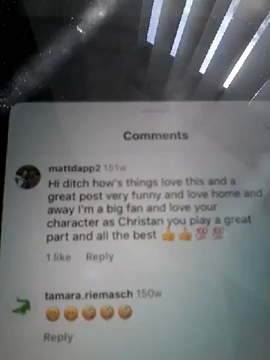 Comments
mattdapp2 151w
Hi ditch how's things love this and a
great post very funny and love home and
away I'm a big fan and love your
character as Christan you play a great
part and all the best 👍👍💯💯
1 like Reply
tamara.riemasch 150w
Reply